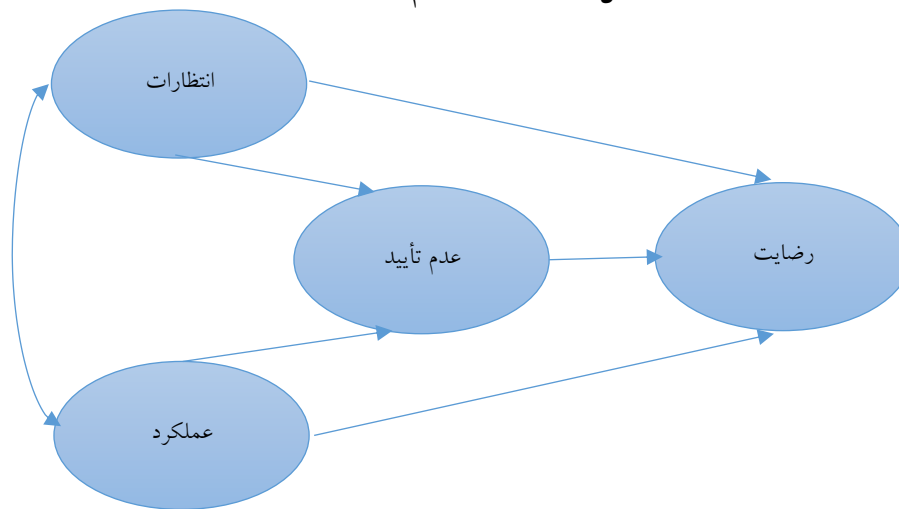 انتظارات
رضایت
عدم تأیید
عملکرد